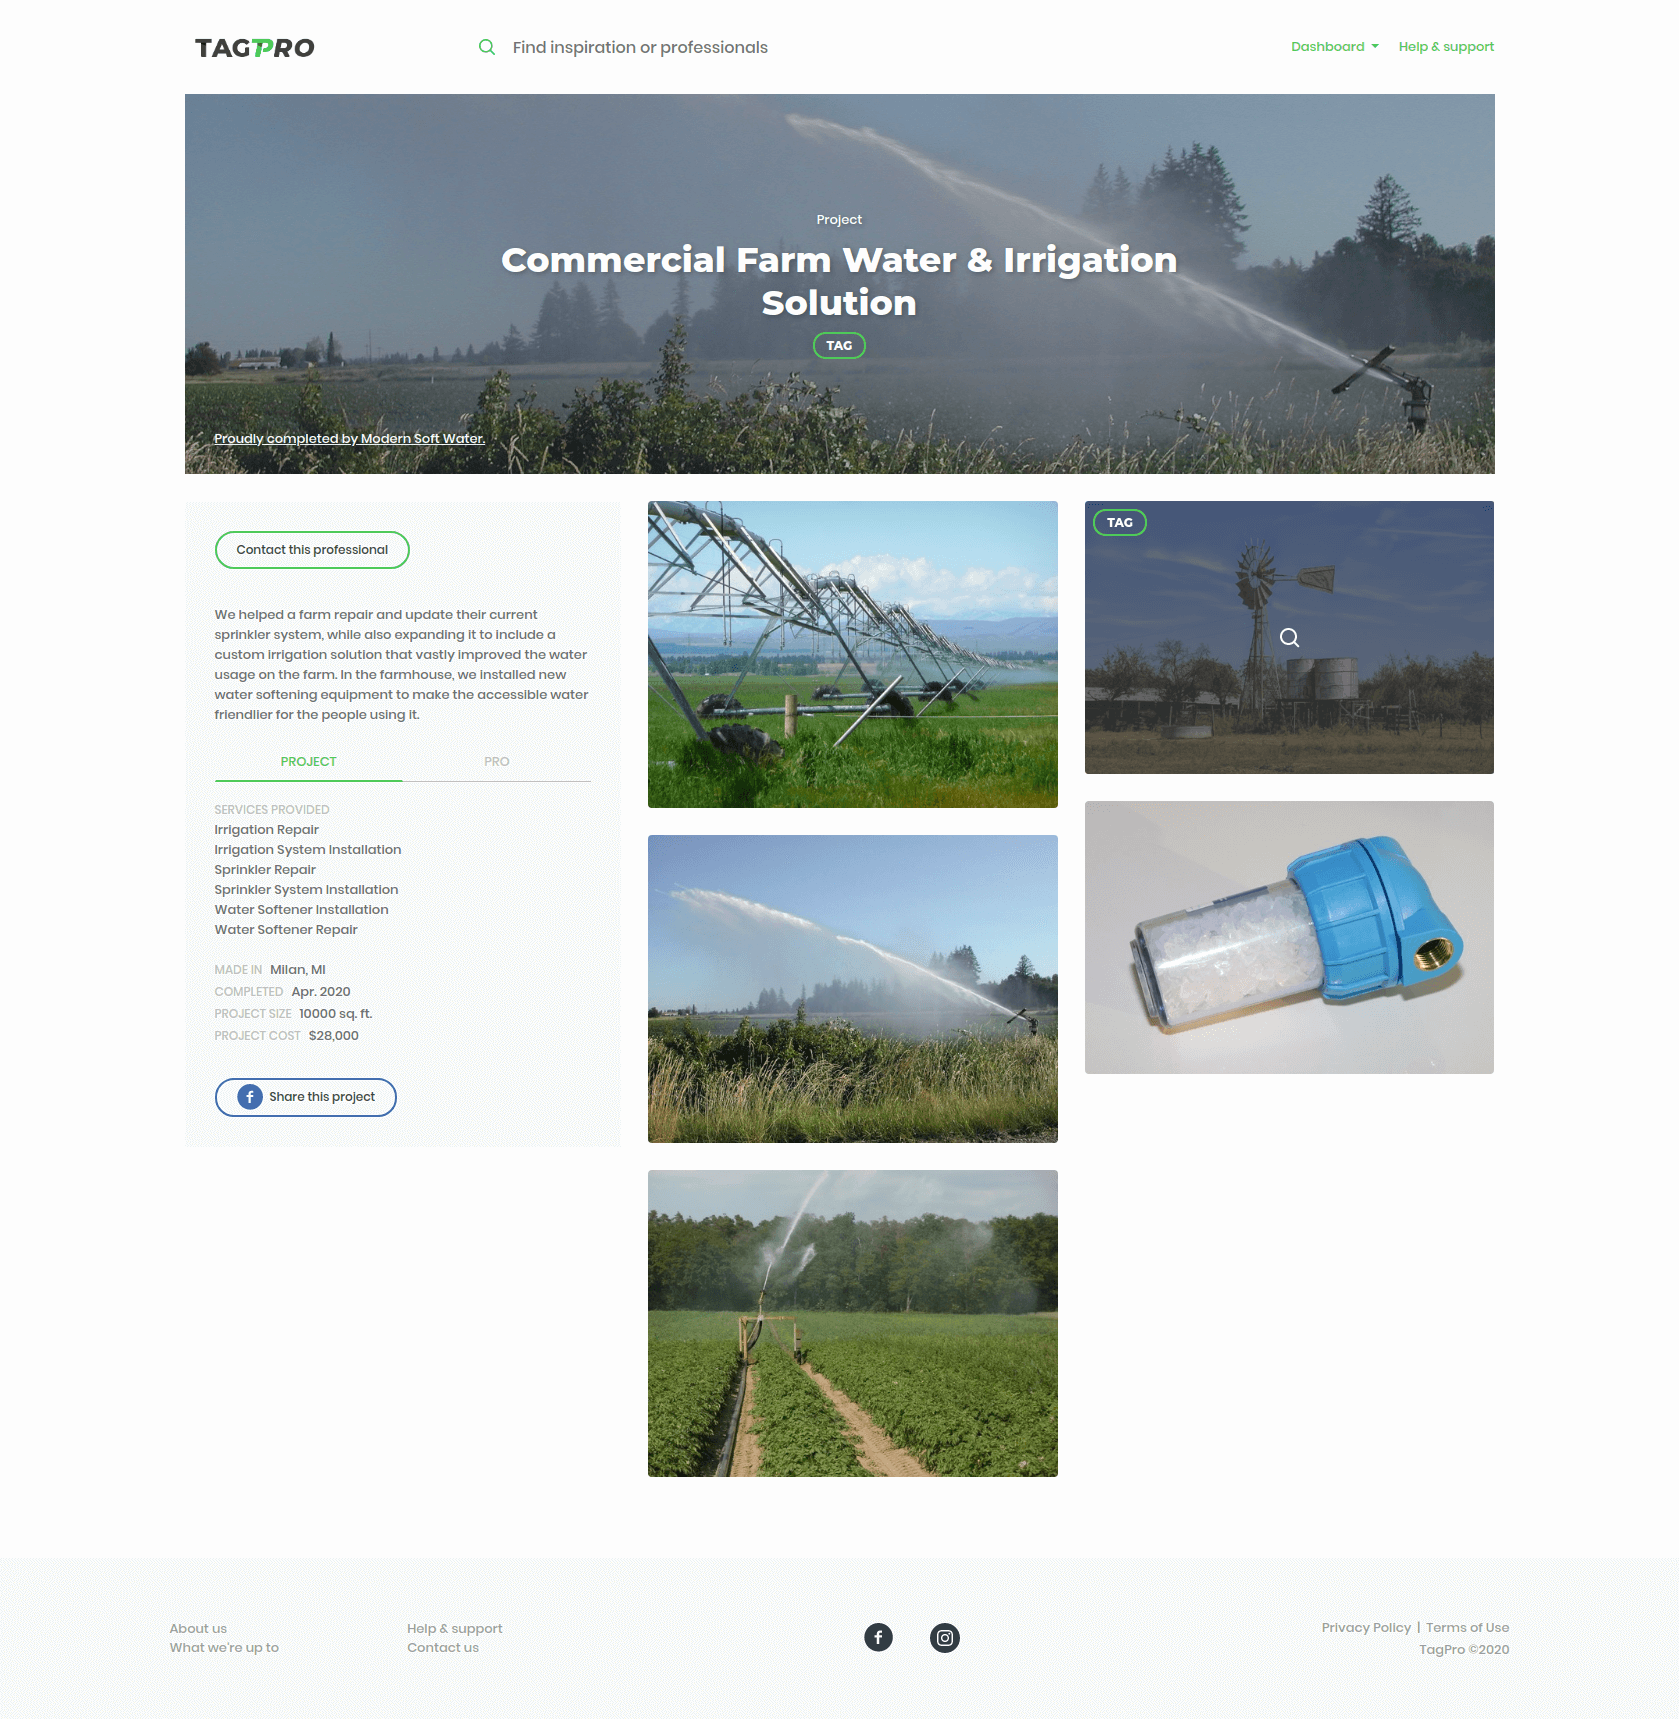 TAGPRO
Find inspiration or professionals
Dashboard
Help & support
Project
Commercial Farm Water & Irrigation
Solution
TAG
Proudly completed by Modern Soft Water.
Contact this professional
We helped a farm repair and update their current
sprinkler system, while also expanding it to include a
custom irrigation solution that vastly improved the water
usage on the farm. In the farmhouse, we installed new
water softening equipment to make the accessible water
friendlier for the people using it.
PROJECT
PRO
SERVICES PROVIDED
Irrigation Repair
Irrigation System Installation
Sprinkler Repair
Sprinkler System Installation
Water Softener Installation
Water Softener Repair
MADE IN Milan, MI
COMPLETED Apr. 2020
PROJECT SIZE 10000 sq. ft.
PROJECT COST $28,000
Share this project
TAG
About us
What we're up to
Help & support
Contact us
Privacy Policy | Terms of Use
TagPro ©2020